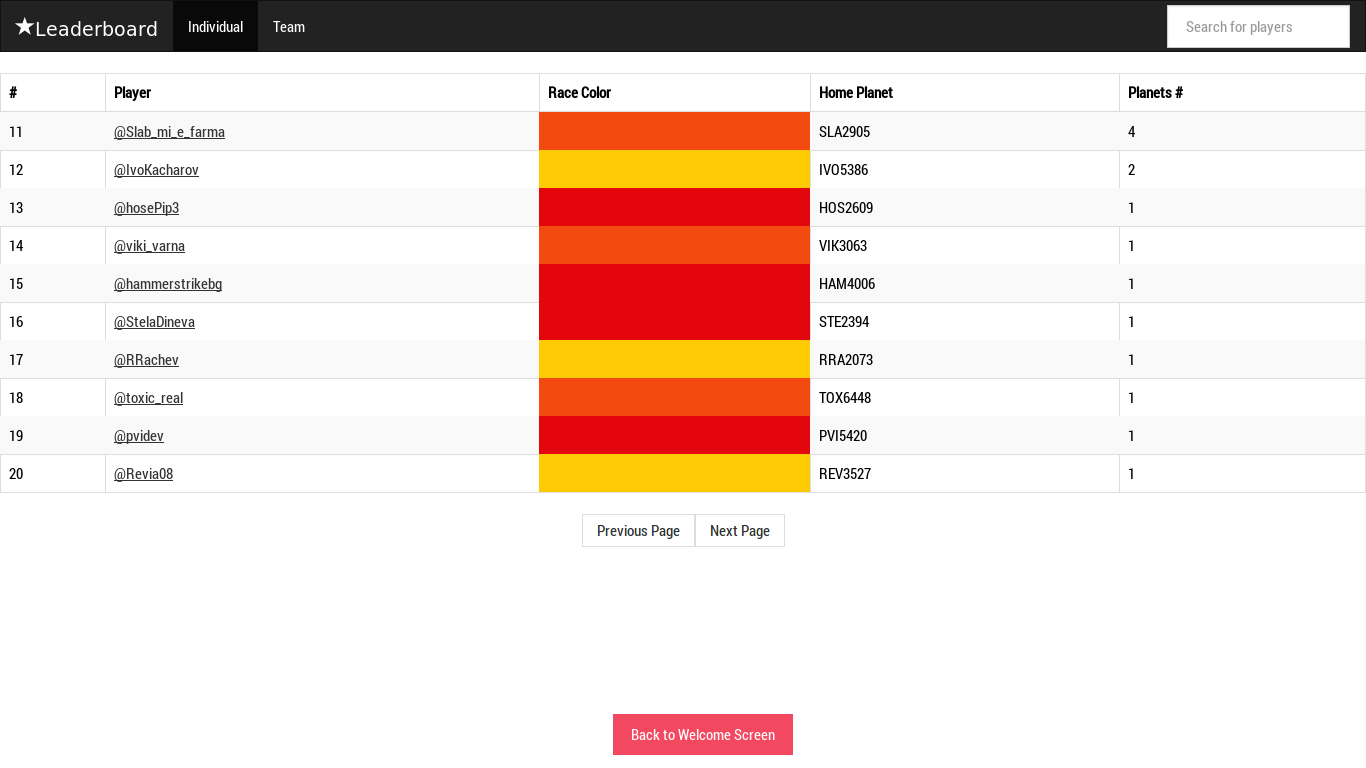 ★Leaderboard Individual Team Search for players
# Player Race Color Home Planet Planets #
11 @Slab_mi_e_farma SLA2905 4
12 @IvoKacharov IVO5386 2
13 @hosePip3 HOS2609 1
14 @viki_varna VIK3063 1
15 @hammerstrikebg HAM4006 1
16 @StelaDineva STE2394 1
17 @RRachev RRA2073 1
18 @toxic_real TOX6448 1
19 @pvidev PVI5420 1
20 @Revia08 REV3527 1
Previous Page Next Page
Back to Welcome Screen